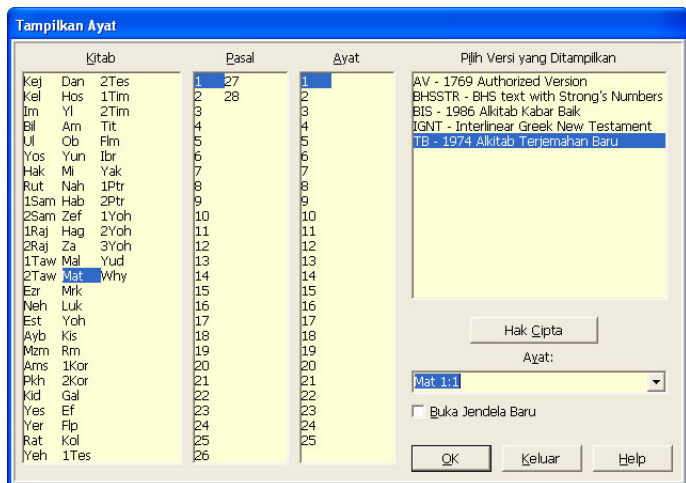 Tampilkan Ayat
Kitab
Pasal
Ayat
Pilih Versi yang Ditampilkan
Kej Dan 2Tes
Kel Hos 1Tim
Im Yl 2Tim
Bil Am Tit
Ul Ob Flm
Yos Yun Ibr
Hak Mi Yak
Rut Nah 1Ptr
1Sam Hab 2Ptr
2Sam Zef 1Yoh
1Raj Hag 2Yoh
2Raj Za 3Yoh
1Taw Mal Yud
2Taw Mat Why
Ezr Mrk
Neh Luk
Est Yoh
Ayb Kis
Mzm Rm
Ams 1Kor
Pkh 2Kor
Kid Gal
Yes Ef
Yer Flp
Rat Kol
Yeh 1Tes
1 27
2 28
3
4
5
6
7
8
9
10
11
12
13
14
15
16
17
18
19
20
21
22
23
24
25
26
1
2
3
4
5
6
7
8
9
10
11
12
13
14
15
16
17
18
19
20
21
22
23
24
25
AV - 1769 Authorized Version
BHSSTR - BHS text with Strong's Numbers
BIS - 1986 Alkitab Kabar Baik
IGNT - Interlinear Greek New Testament
TB - 1974 Alkitab Terjemahan Baru
Hak Cipta
Ayat:
Mat 1:1
Buka Jendela Baru
OK Keluar Help